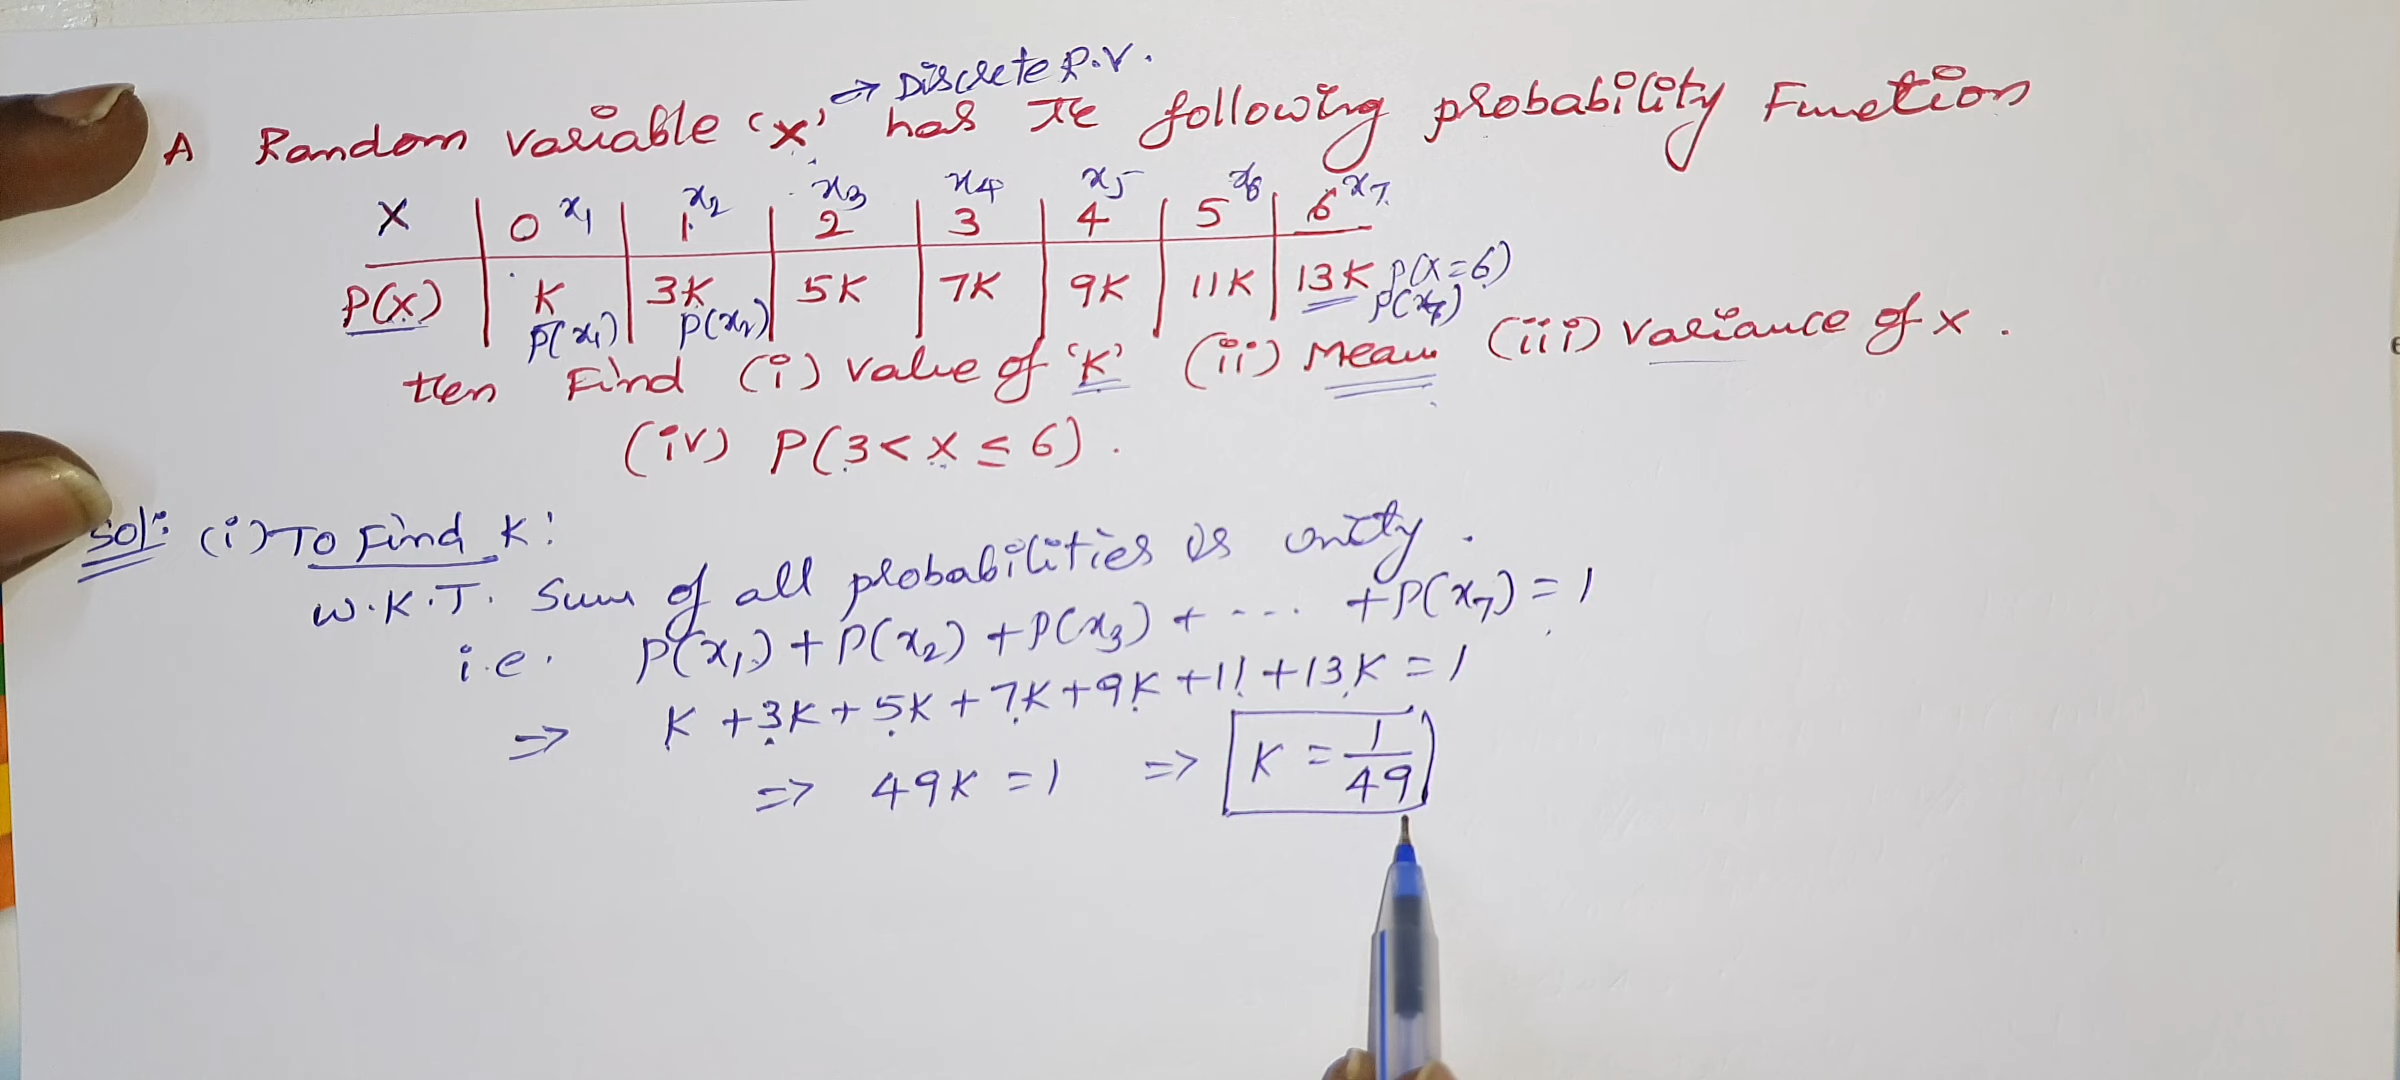 → Discrete R.V.
A Random variable 'x' has the following probability Function
x₁ x₂ x₃ x₄ x₅ x₆ x₇
X | 0 | 1 | 2 | 3 | 4 | 5 | 6
P(X) | K | 3K | 5K | 7K | 9K | 11K | 13K P(X=6)
P(x₁) P(x₂) P(x₇)
then Find (i) value of 'K' (ii) Mean (iii) Variance of x.
(iv) P(3<x≤6).
Sol: (i) To Find K:
W.K.T. Sum of all probabilities is unity.
i.e. P(x₁)+P(x₂)+P(x₃)+---- +P(x₇)=1
⇒ K+3K+5K+7K+9K+11+13K=1
⇒ 49K=1 ⇒ K=1/49